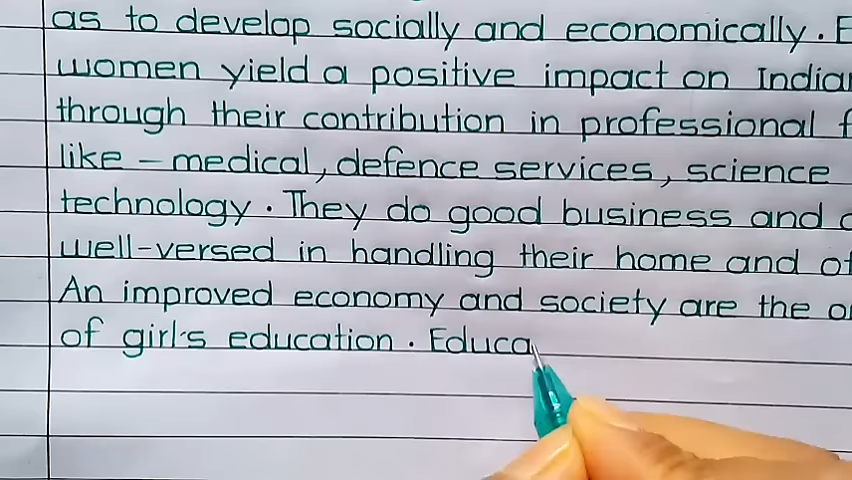 as to develop socially and economically. E
women yield a positive impact on Indian
through their contribution in professional f
like – medical, defence services, science
technology. They do good business and a
well-versed in handling their home and of
An improved economy and society are the o
of girl's education. Educa